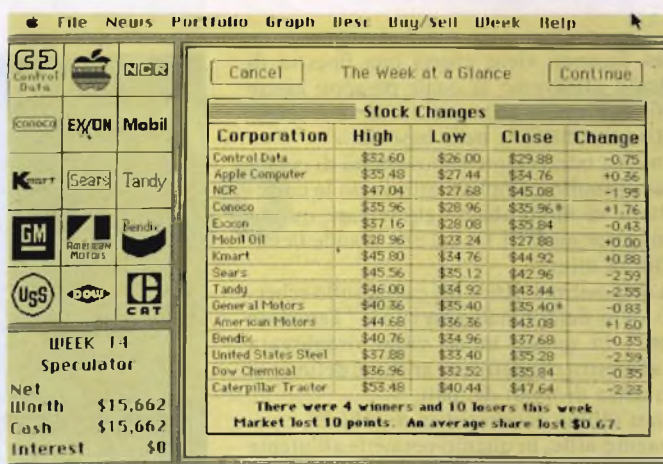 File News Portfolio Graph Desc Buy/Sell Week Help
Control Data
NCR
conoco EXXON Mobil
Kmart Sears Tandy
GM American Motors Bendix
USS DOW CAT
WEEK 14
Speculator
Net
Worth $15,662
Cash $15,662
Interest $0
Cancel The Week at a Glance Continue
Stock Changes
Corporation High Low Close Change
Control Data $32.60 $26.00 $29.88 -0.75
Apple Computer $35.48 $27.44 $34.76 +0.36
NCR $47.04 $27.68 $45.08 -1.95
Conoco $35.96 $28.96 $35.96* +1.76
Exxon $37.16 $28.08 $35.84 -0.43
Mobil Oil $28.96 $23.24 $27.88 +0.00
Kmart $45.80 $34.76 $44.92 +0.88
Sears $45.56 $35.12 $42.96 -2.59
Tandy $46.00 $34.92 $43.44 -2.55
General Motors $40.36 $35.40 $35.40* -0.83
American Motors $44.68 $36.36 $43.08 +1.60
Bendix $40.76 $34.96 $37.68 -0.35
United States Steel $37.88 $33.40 $35.28 -2.59
Dow Chemical $36.96 $32.52 $35.84 -0.35
Caterpillar Tractor $53.48 $40.44 $47.64 -2.23
There were 4 winners and 10 losers this week
Market lost 10 points. An average share lost $0.67.